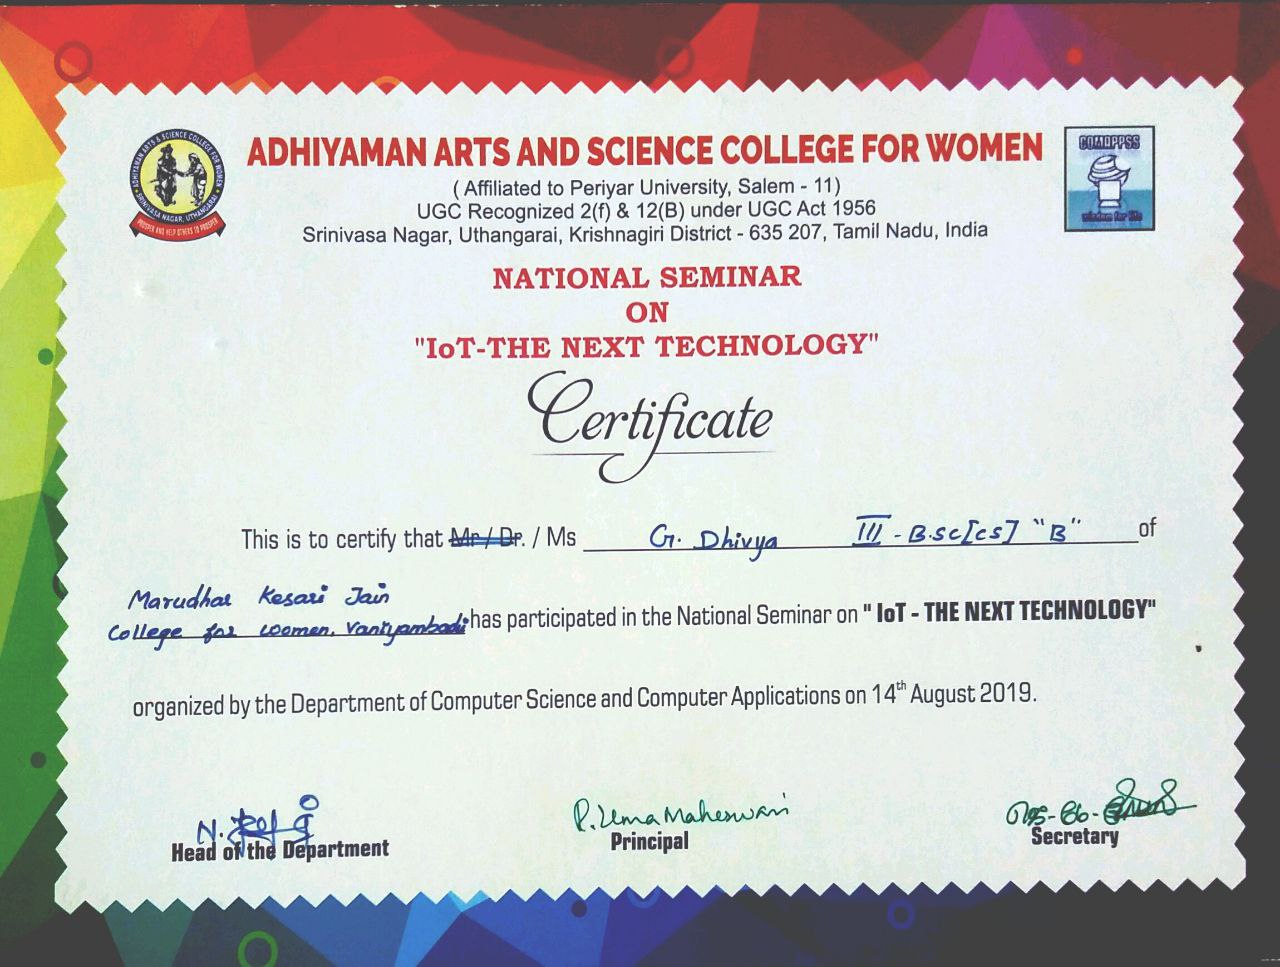 ADHIYAMAN ARTS & SCIENCE COLLEGE FOR WOMEN
SRINIVASA NAGAR, UTHANGARAI
PROSPER AND HELP OTHERS TO PROSPER
ADHIYAMAN ARTS AND SCIENCE COLLEGE FOR WOMEN
( Affiliated to Periyar University, Salem - 11)
UGC Recognized 2(f) & 12(B) under UGC Act 1956
Srinivasa Nagar, Uthangarai, Krishnagiri District - 635 207, Tamil Nadu, India
COMQPPSS
wisdom for life
NATIONAL SEMINAR
ON
"IoT-THE NEXT TECHNOLOGY"
Certificate
This is to certify that Mr / Dr. / Ms G. Dhivya III - B.sc[cs] "B" of
Marudhar Kesari Jain
College for women, Vaniyambadi has participated in the National Seminar on " IoT - THE NEXT TECHNOLOGY"
organized by the Department of Computer Science and Computer Applications on 14th August 2019.
N.
P. Uma Maheswari
Head of the Department
Principal
Secretary